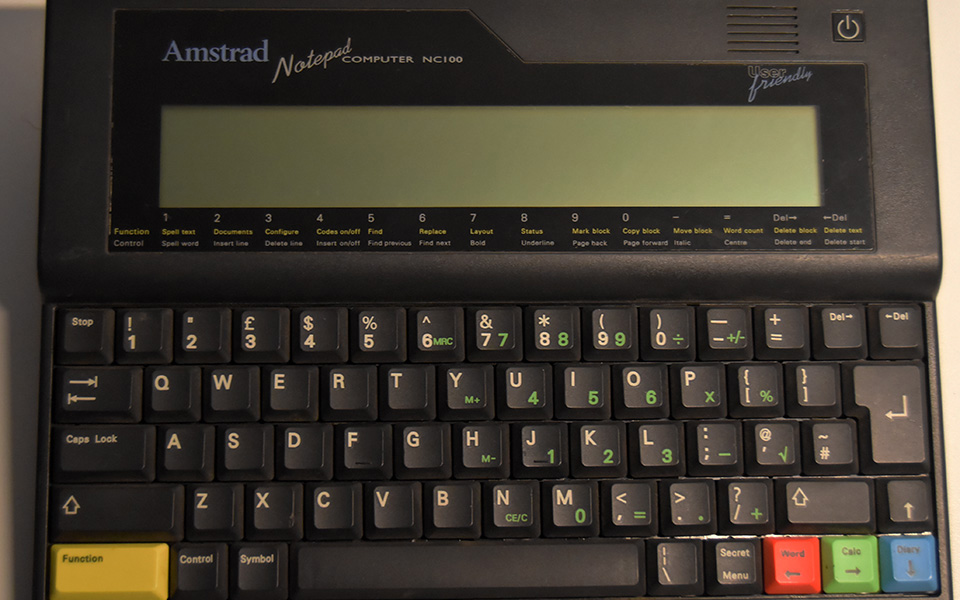 Amstrad Notepad COMPUTER NC100
User friendly
1 2 3 4 5 6 7 8 9 0 – = Del→ ←Del
Function Spell text Documents Configure Codes on/off Find Replace Layout Status Mark block Copy block Move block Word count Delete block Delete text
Control Spell word Insert line Delete line Insert on/off Find previous Find next Bold Underline Page back Page forward Italic Centre Delete end Delete start
Stop ! " £ $ % ^ & * ( ) — + Del→ ←Del
1 2 3 4 5 6 MRC 7 7 8 8 9 9 0 ÷ – +/- =
Q W E R T Y M+ U 4 I 5 O 6 P X { [ % } ]
Caps Lock A S D F G H M- J 1 K 2 L 3 : ; – @ ' √ ~ #
Z X C V B N CE/C M 0 < , = > . . ? / + ↑
Function Control Symbol | \ Secret Menu Word ← Calc → Diary ↓